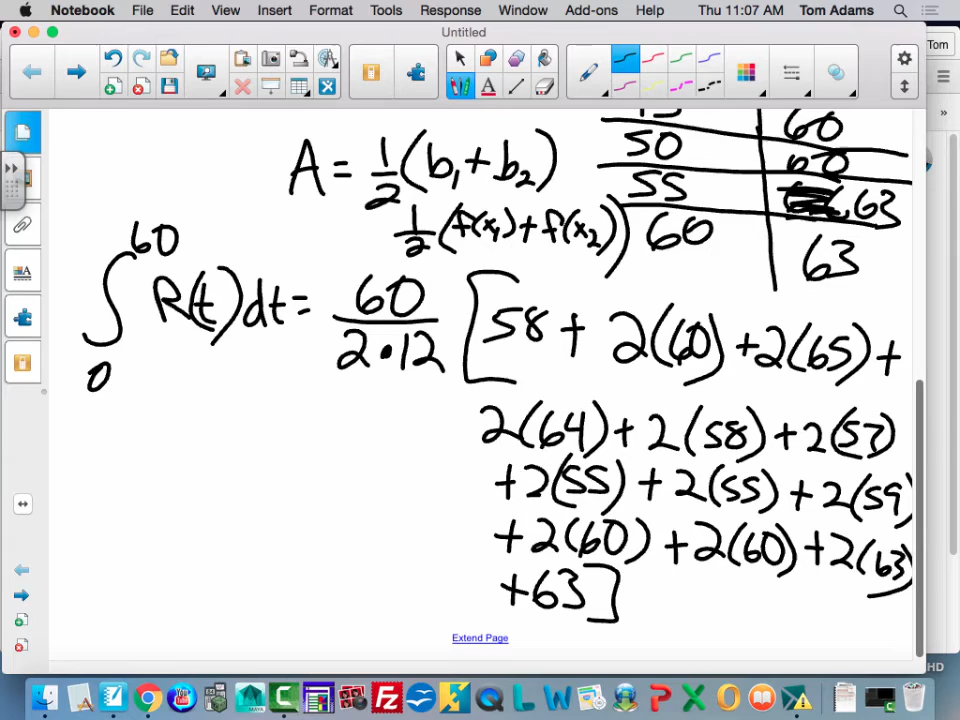 Notebook File Edit View Insert Format Tools Response Window Add-ons Help Thu 11:07 AM Tom Adams
Untitled
Tom
A = 1/2 (b₁ + b₂)
1/2 (f(x₁) + f(x₂))
60
50 60
55 63
60 63
∫₀⁶⁰ R(t) dt = 60/(2·12) [58 + 2(60) + 2(65) +
2(64) + 2(58) + 2(57)
+ 2(55) + 2(55) + 2(59)
+ 2(60) + 2(60) + 2(63)
+ 63]
Extend Page
HD